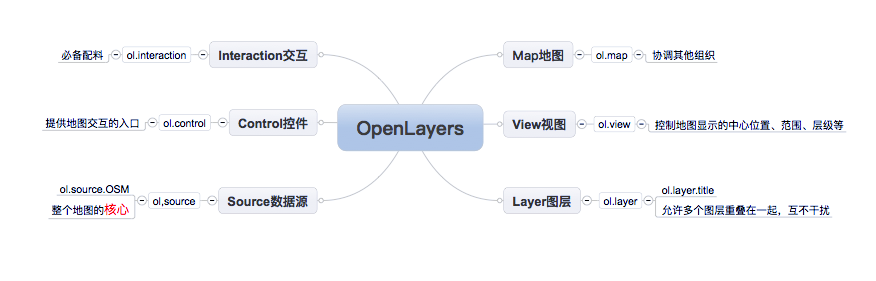 OpenLayers
Interaction交互
ol.interaction
必备配料
Control控件
ol.control
提供地图交互的入口
Source数据源
ol,source
ol.source.OSM
整个地图的核心
Map地图
ol.map
协调其他组织
View视图
ol.view
控制地图显示的中心位置、范围、层级等
Layer图层
ol.layer
ol.layer.title
允许多个图层重叠在一起，互不干扰